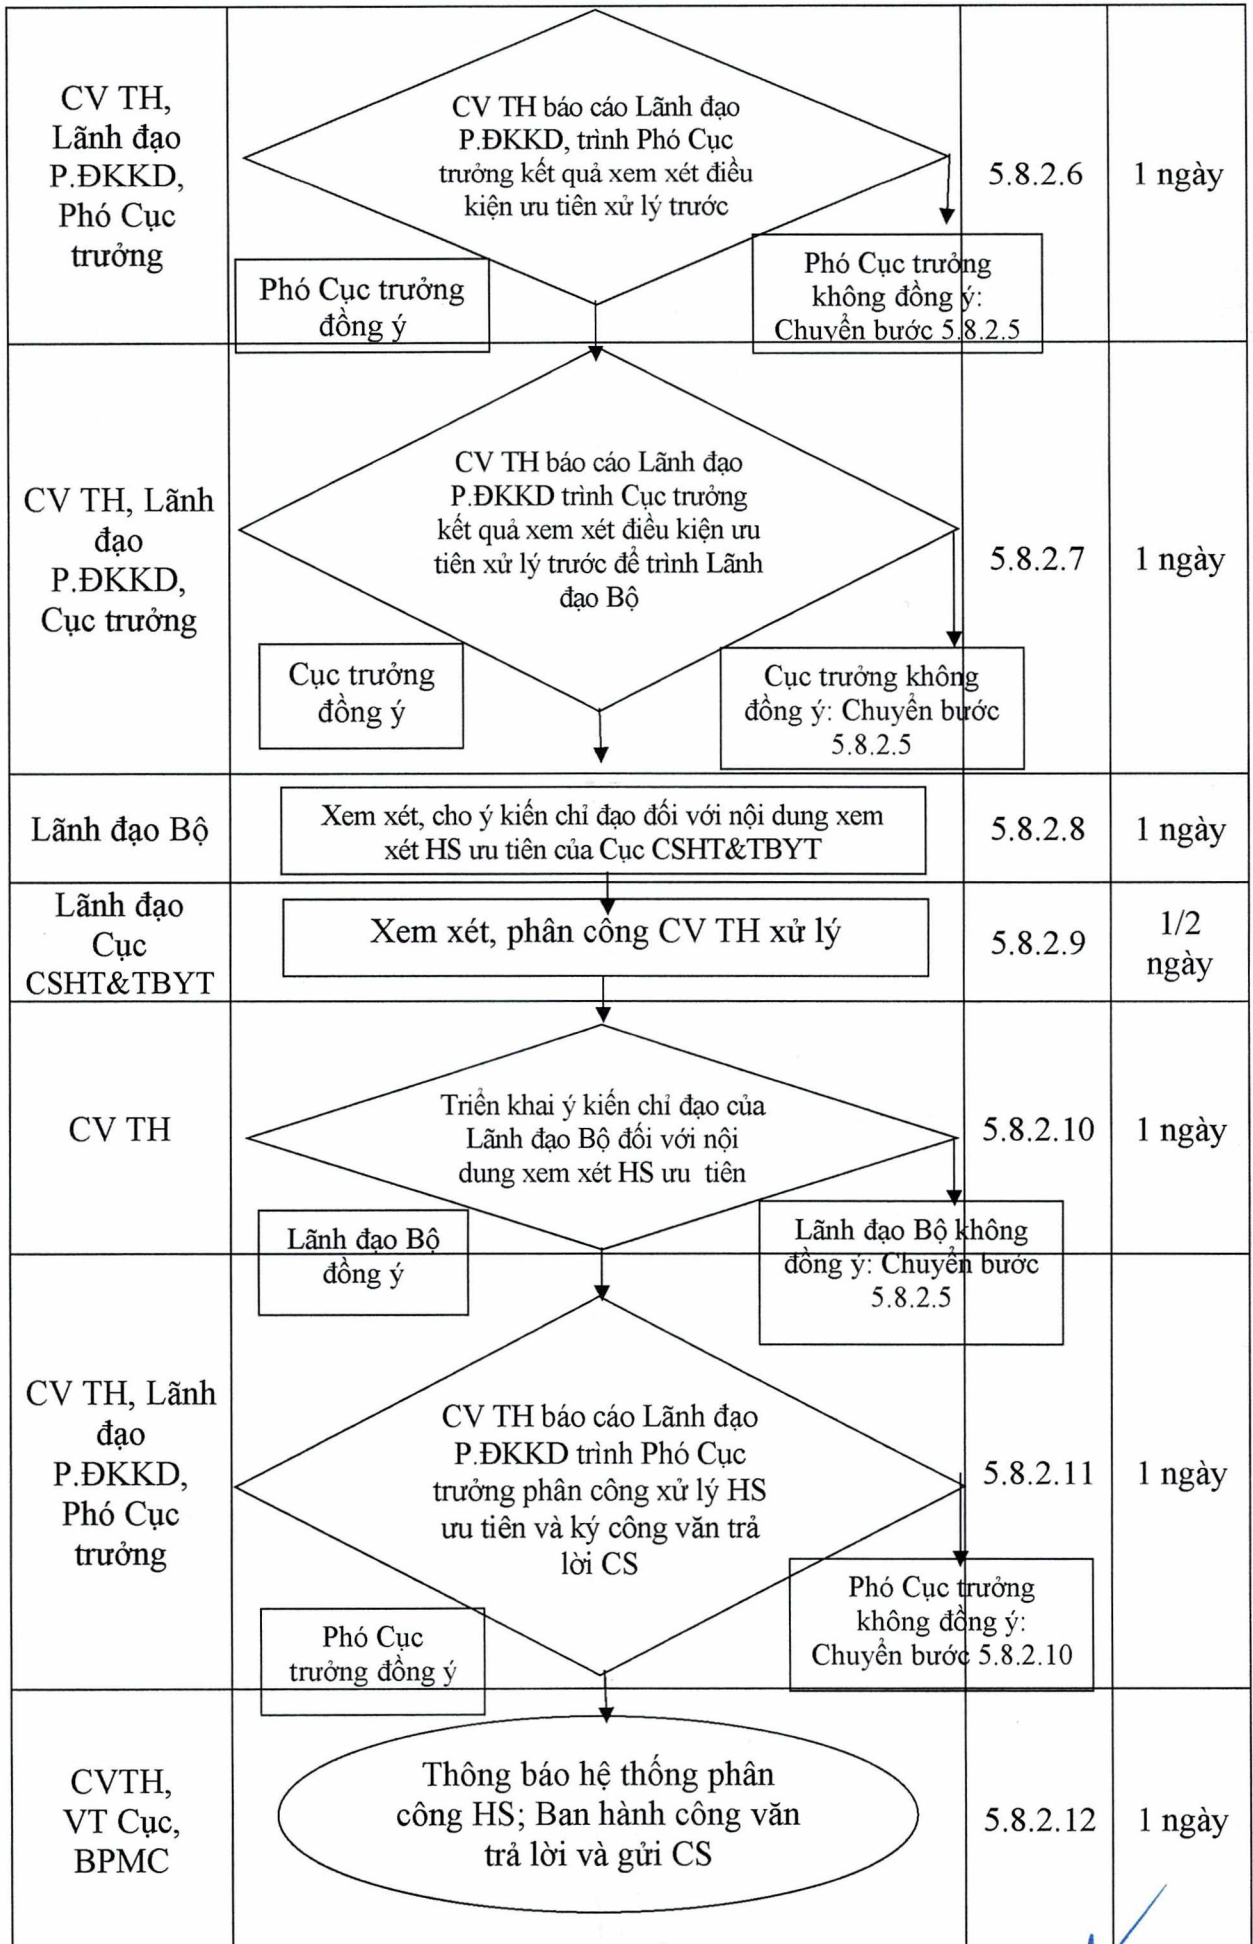 CV TH,
Lãnh đạo
P.ĐKKD,
Phó Cục
trưởng
CV TH báo cáo Lãnh đạo
P.ĐKKD, trình Phó Cục
trưởng kết quả xem xét điều
kiện ưu tiên xử lý trước
Phó Cục trưởng
đồng ý
Phó Cục trưởng
không đồng ý:
Chuyển bước 5.8.2.5
5.8.2.6
1 ngày
CV TH, Lãnh
đạo
P.ĐKKD,
Cục trưởng
CV TH báo cáo Lãnh đạo
P.ĐKKD trình Cục trưởng
kết quả xem xét điều kiện ưu
tiên xử lý trước để trình Lãnh
đạo Bộ
Cục trưởng
đồng ý
Cục trưởng không
đồng ý: Chuyển bước
5.8.2.5
5.8.2.7
1 ngày
Lãnh đạo Bộ
Xem xét, cho ý kiến chỉ đạo đối với nội dung xem
xét HS ưu tiên của Cục CSHT&TBYT
5.8.2.8
1 ngày
Lãnh đạo
Cục
CSHT&TBYT
Xem xét, phân công CV TH xử lý
5.8.2.9
1/2
ngày
CV TH
Triển khai ý kiến chỉ đạo của
Lãnh đạo Bộ đối với nội
dung xem xét HS ưu tiên
Lãnh đạo Bộ
đồng ý
Lãnh đạo Bộ không
đồng ý: Chuyển bước
5.8.2.5
5.8.2.10
1 ngày
CV TH, Lãnh
đạo
P.ĐKKD,
Phó Cục
trưởng
CV TH báo cáo Lãnh đạo
P.ĐKKD trình Phó Cục
trưởng phân công xử lý HS
ưu tiên và ký công văn trả
lời CS
Phó Cục
trưởng đồng ý
Phó Cục trưởng
không đồng ý:
Chuyển bước 5.8.2.10
5.8.2.11
1 ngày
CVTH,
VT Cục,
BPMC
Thông báo hệ thống phân
công HS; Ban hành công văn
trả lời và gửi CS
5.8.2.12
1 ngày